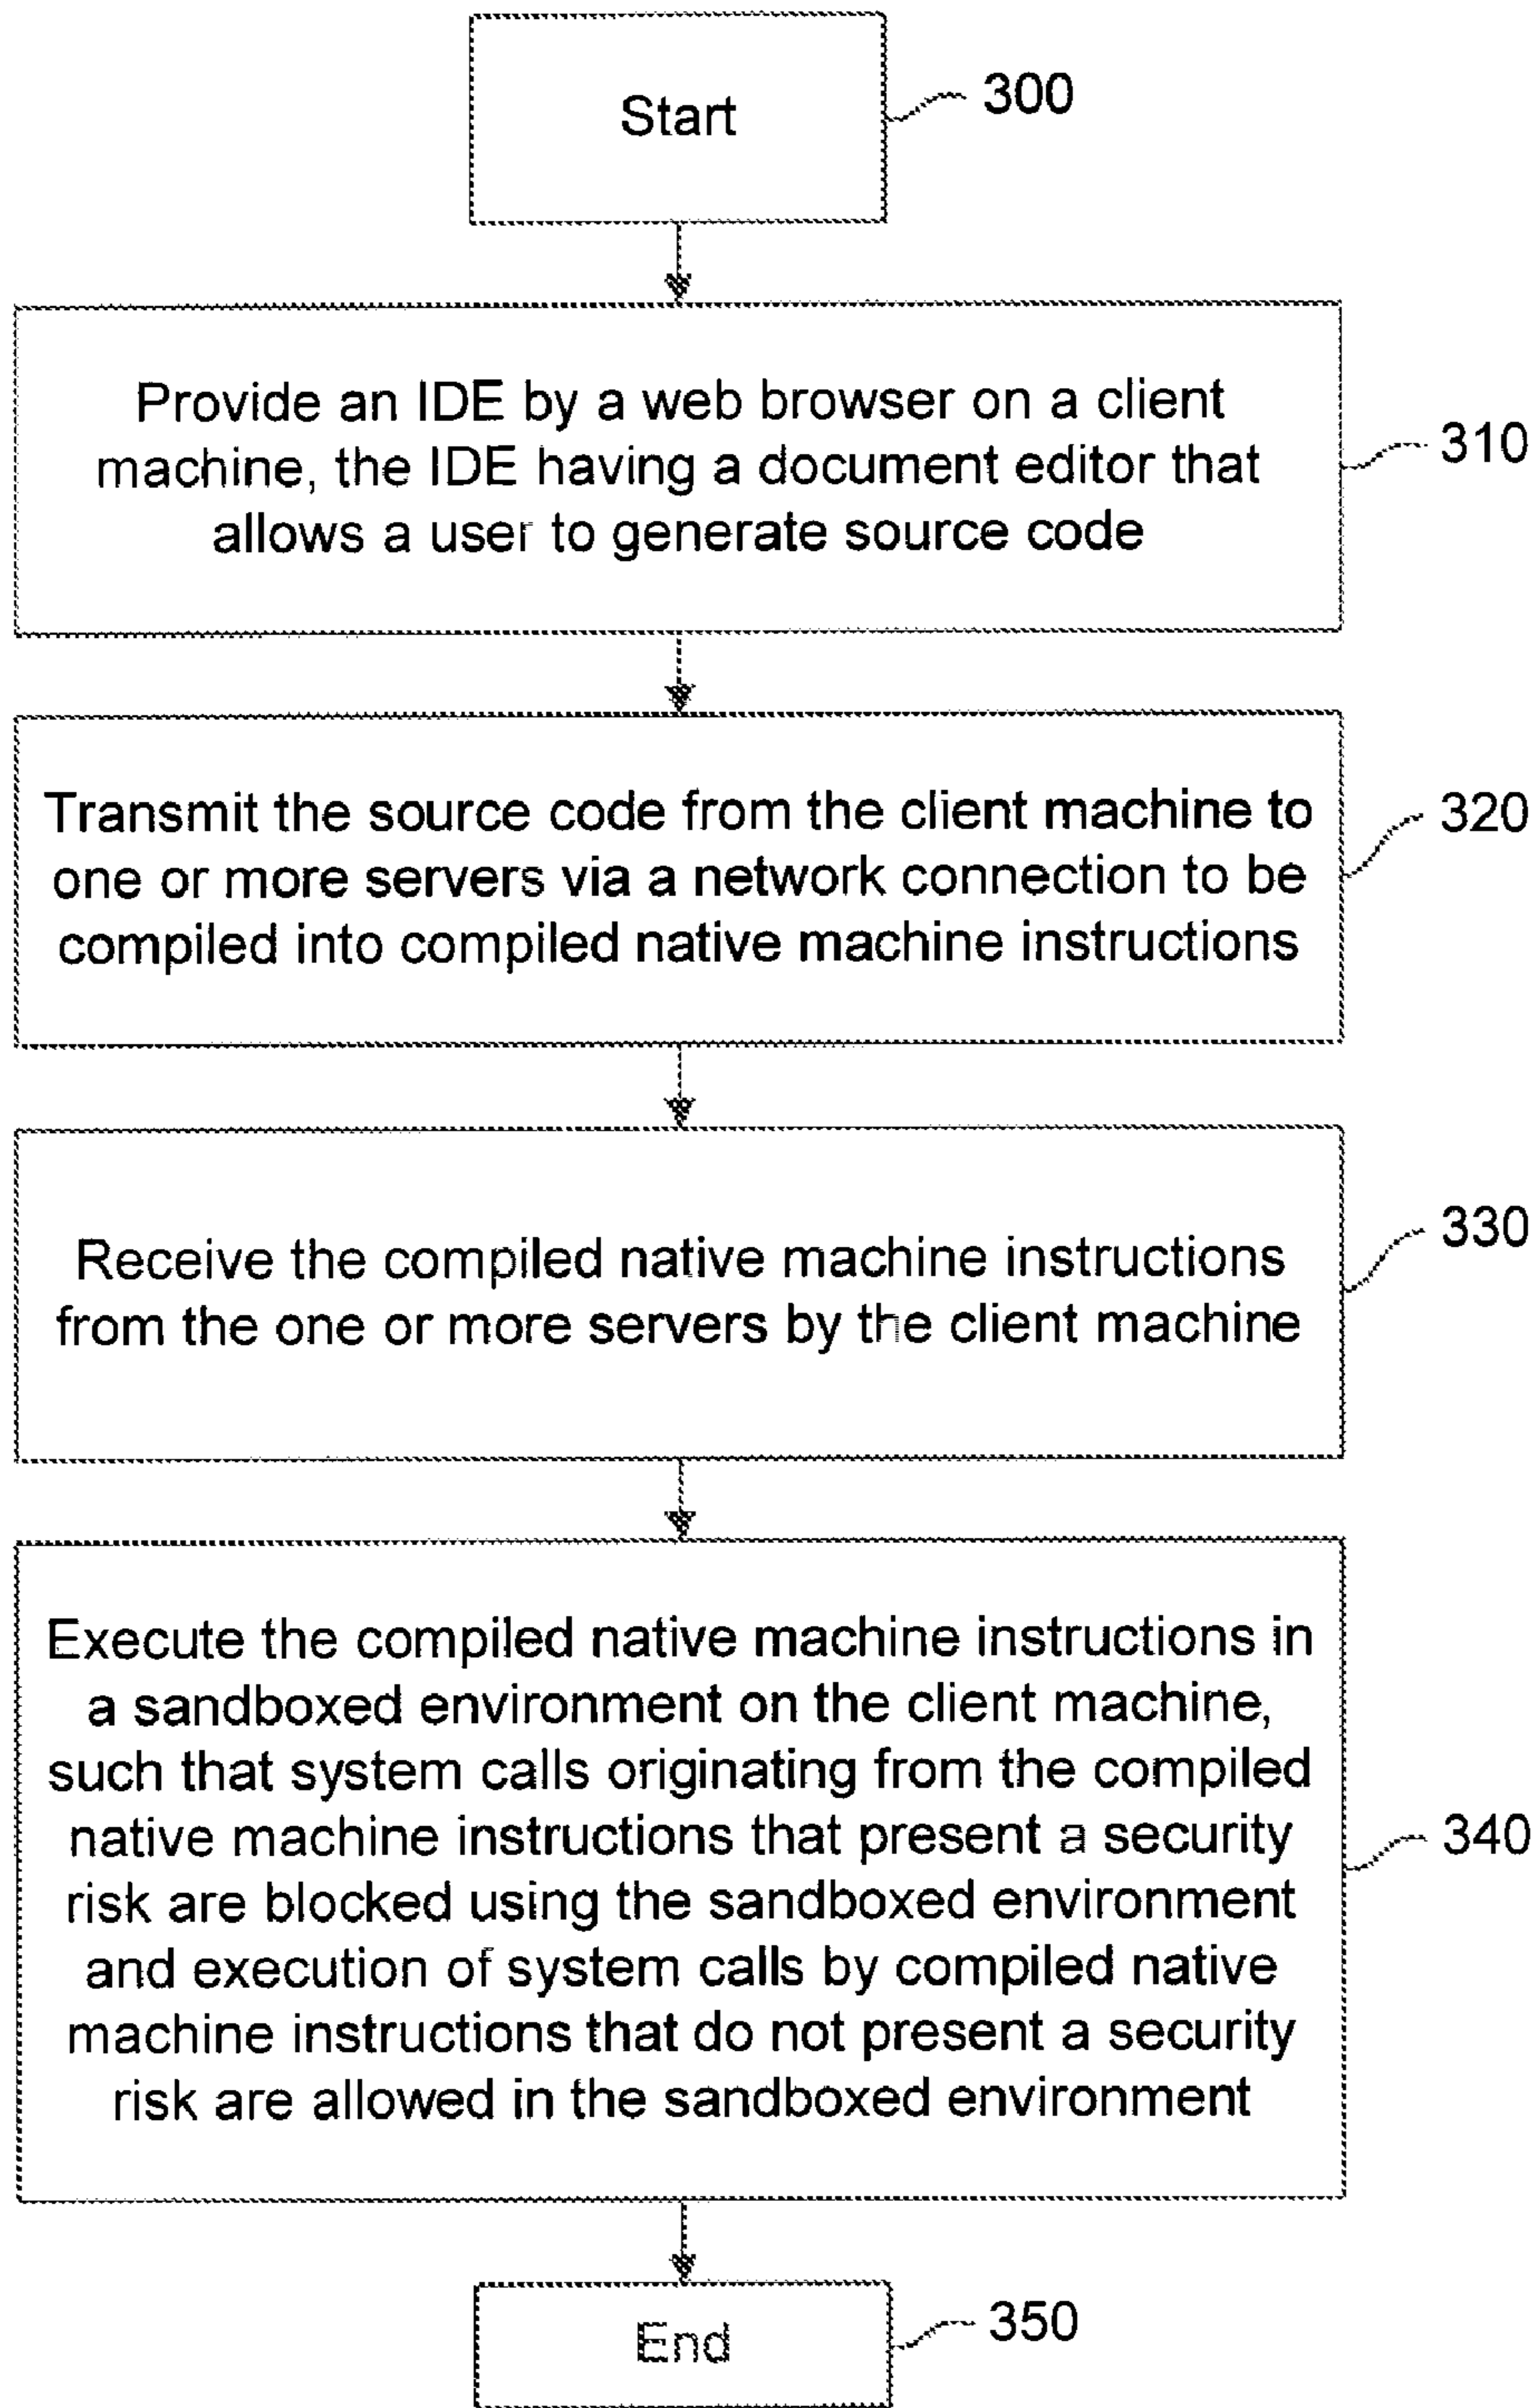 Start
300
Provide an IDE by a web browser on a client
machine, the IDE having a document editor that
allows a user to generate source code
310
Transmit the source code from the client machine to
one or more servers via a network connection to be
compiled into compiled native machine instructions
320
Receive the compiled native machine instructions
from the one or more servers by the client machine
330
Execute the compiled native machine instructions in
a sandboxed environment on the client machine,
such that system calls originating from the compiled
native machine instructions that present a security
risk are blocked using the sandboxed environment
and execution of system calls by compiled native
machine instructions that do not present a security
risk are allowed in the sandboxed environment
340
End
350